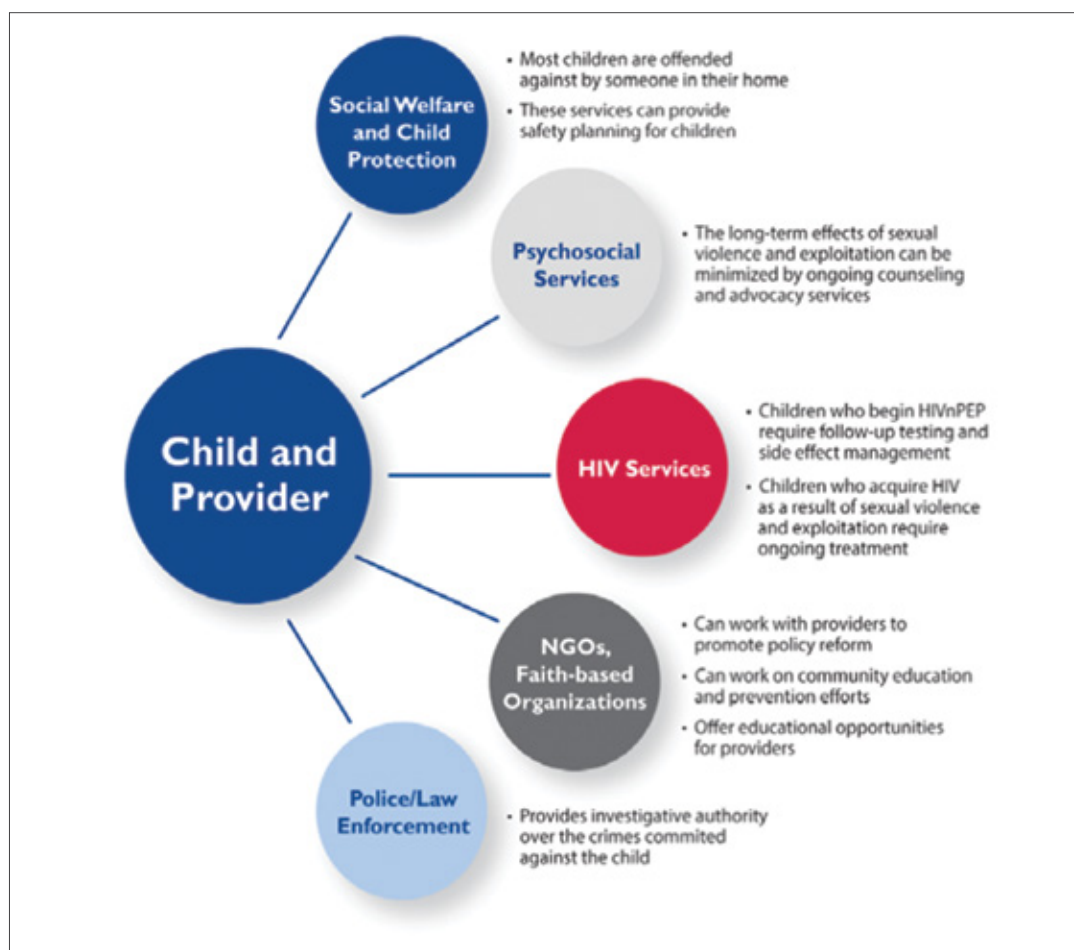 Social Welfare
and Child
Protection
• Most children are offended
against by someone in their home
• These services can provide
safety planning for children
Psychosocial
Services
• The long-term effects of sexual
violence and exploitation can be
minimized by ongoing counseling
and advocacy services
Child and
Provider
HIV Services
• Children who begin HIVnPEP
require follow-up testing and
side effect management
• Children who acquire HIV
as a result of sexual violence
and exploitation require
ongoing treatment
NGOs,
Faith-based
Organizations
• Can work with providers to
promote policy reform
• Can work on community education
and prevention efforts
• Offer educational opportunities
for providers
Police/Law
Enforcement
• Provides investigative authority
over the crimes commited
against the child